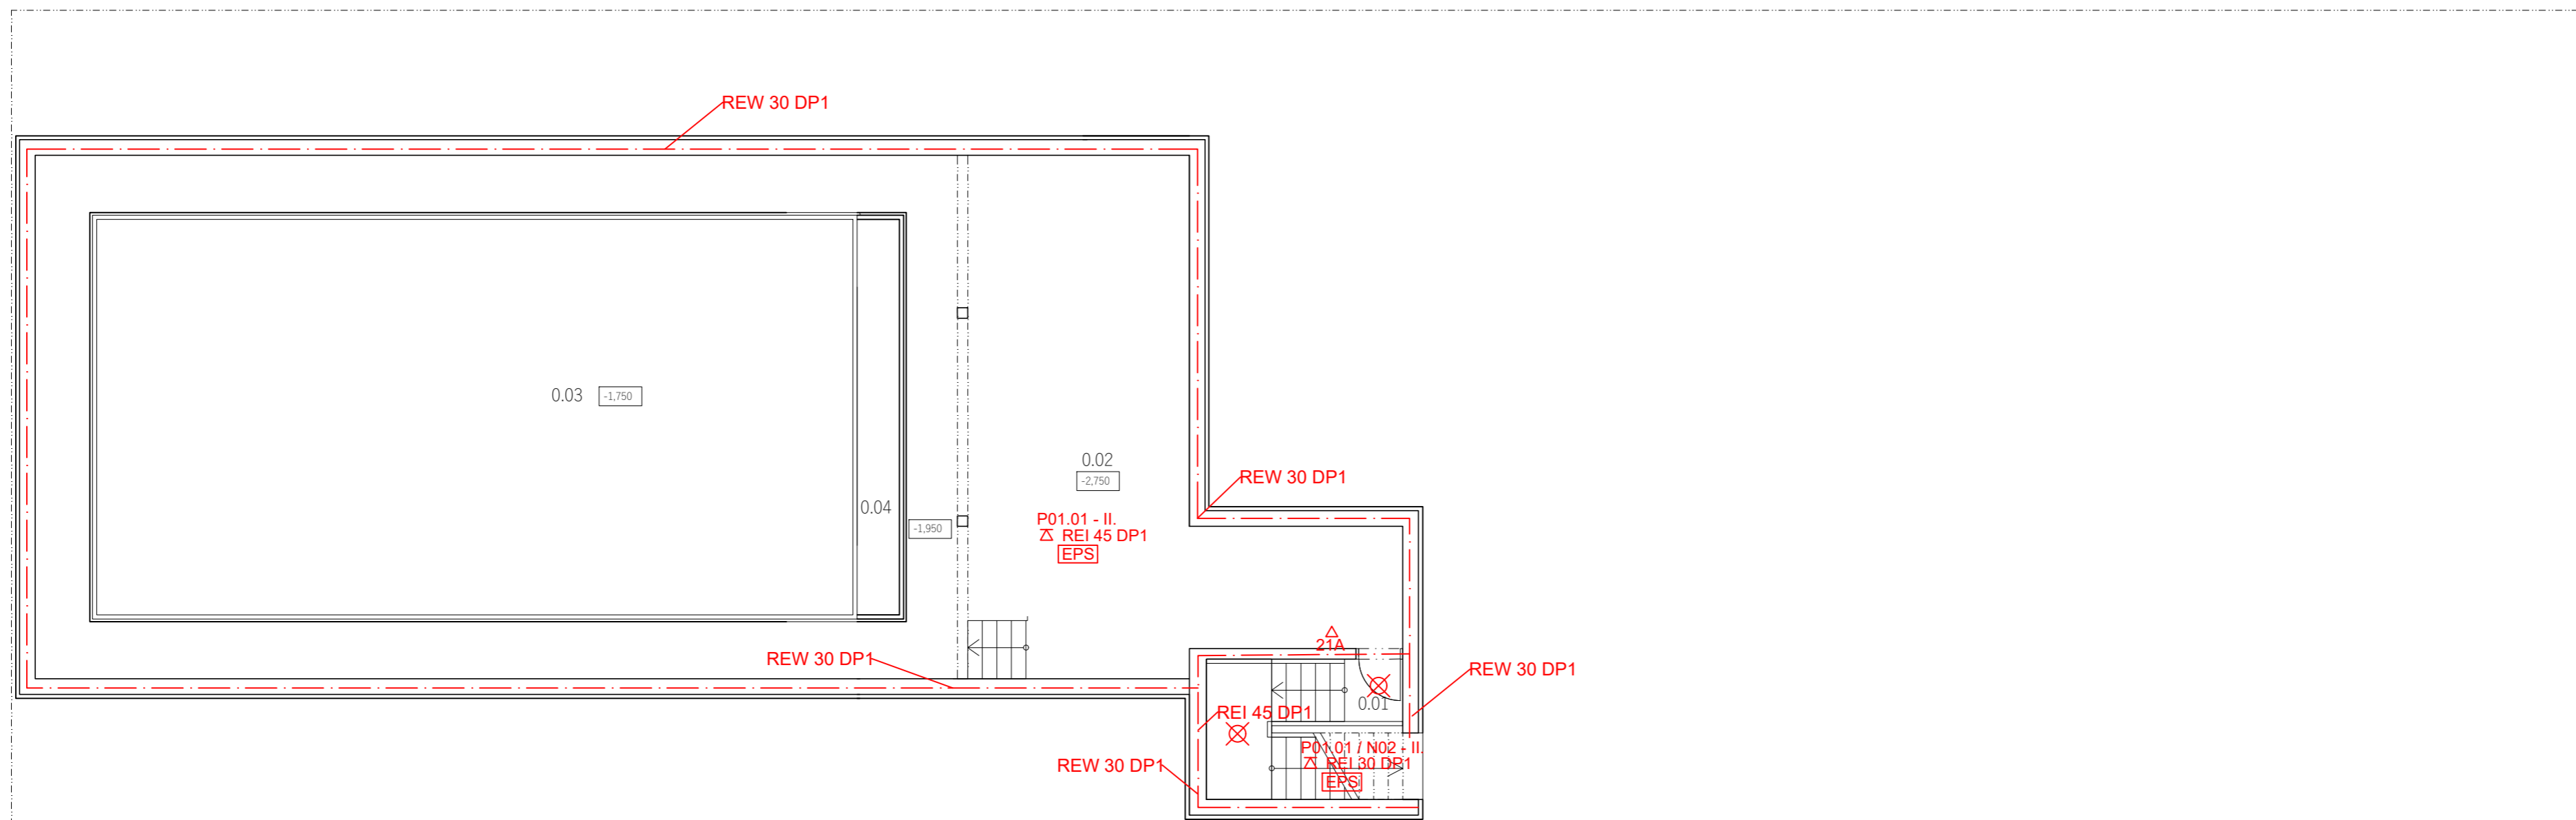 REW 30 DP1
0.03
-1,750
0.02
-2,750
REW 30 DP1
0.04
-1,950
P01.01 - II.
REI 45 DP1
EPS
21A
REW 30 DP1
REW 30 DP1
0.01
REI 45 DP1
P01.01 / N02 - II.
REI 30 DP1
EPS
REW 30 DP1